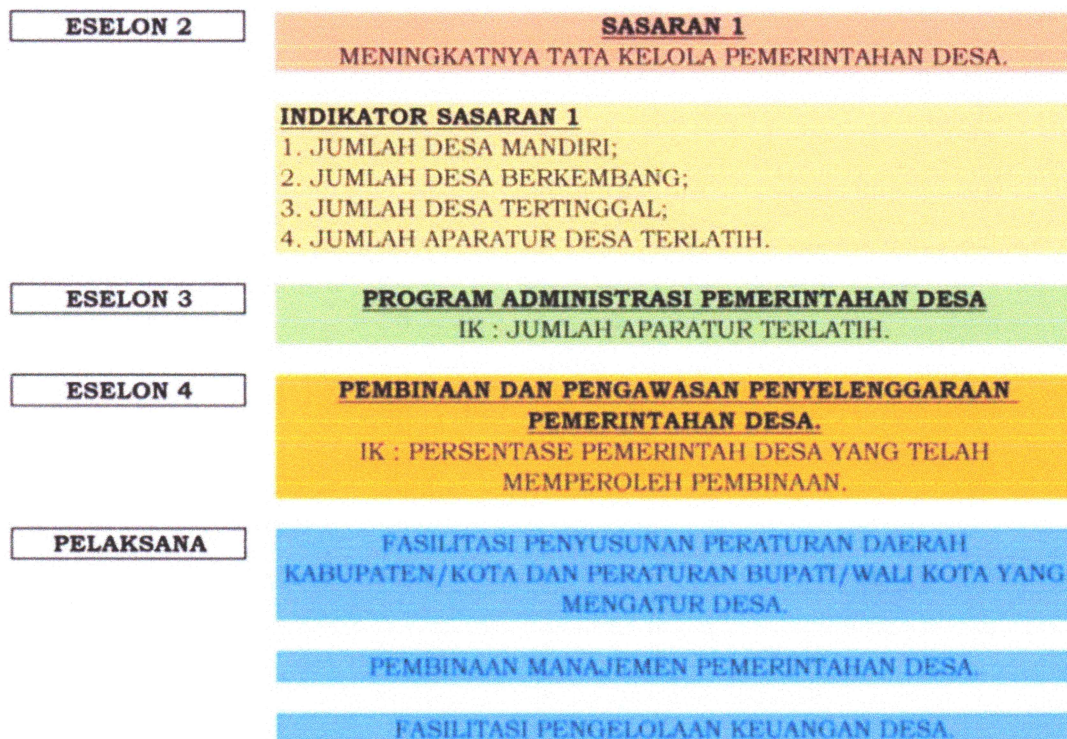 ESELON 2
SASARAN 1
MENINGKATNYA TATA KELOLA PEMERINTAHAN DESA.
INDIKATOR SASARAN 1
1. JUMLAH DESA MANDIRI;
2. JUMLAH DESA BERKEMBANG;
3. JUMLAH DESA TERTINGGAL;
4. JUMLAH APARATUR DESA TERLATIH.
ESELON 3
PROGRAM ADMINISTRASI PEMERINTAHAN DESA
IK : JUMLAH APARATUR TERLATIH.
ESELON 4
PEMBINAAN DAN PENGAWASAN PENYELENGGARAAN
PEMERINTAHAN DESA.
IK : PERSENTASE PEMERINTAH DESA YANG TELAH
MEMPEROLEH PEMBINAAN.
PELAKSANA
FASILITASI PENYUSUNAN PERATURAN DAERAH
KABUPATEN/KOTA DAN PERATURAN BUPATI/WALI KOTA YANG
MENGATUR DESA.
PEMBINAAN MANAJEMEN PEMERINTAHAN DESA.
FASILITASI PENGELOLAAN KEUANGAN DESA.